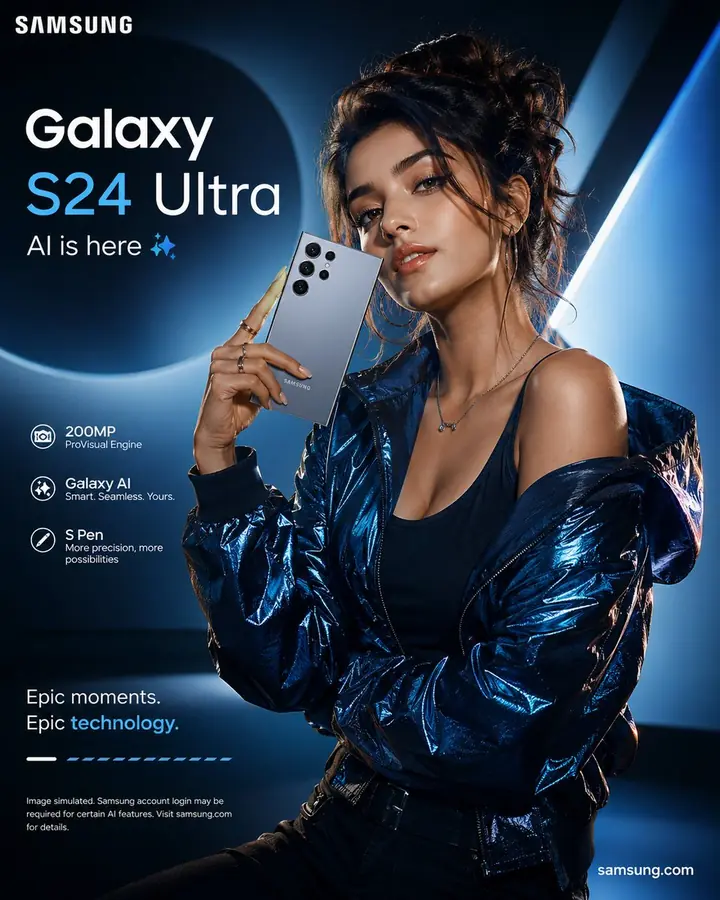 SAMSUNG
Galaxy
S24 Ultra
AI is here
200MP
ProVisual Engine
Galaxy AI
Smart. Seamless. Yours.
S Pen
More precision, more
possibilities
SAMSUNG
Epic moments.
Epic technology.
Image simulated. Samsung account login may be
required for certain AI features. Visit samsung.com
for details.
samsung.com